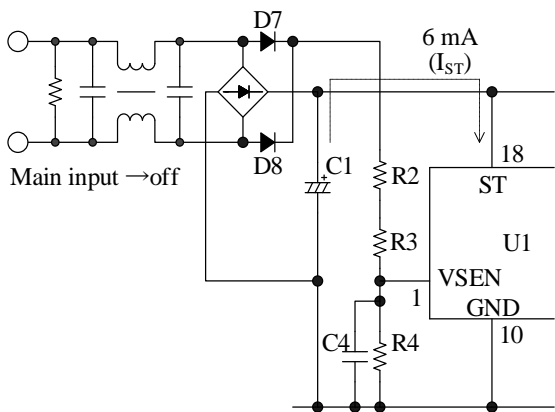 D7
6 mA
(I_ST)
D8
C1
Main input →off
R2
18
ST
R3
U1
VSEN
1
GND
C4
R4
10